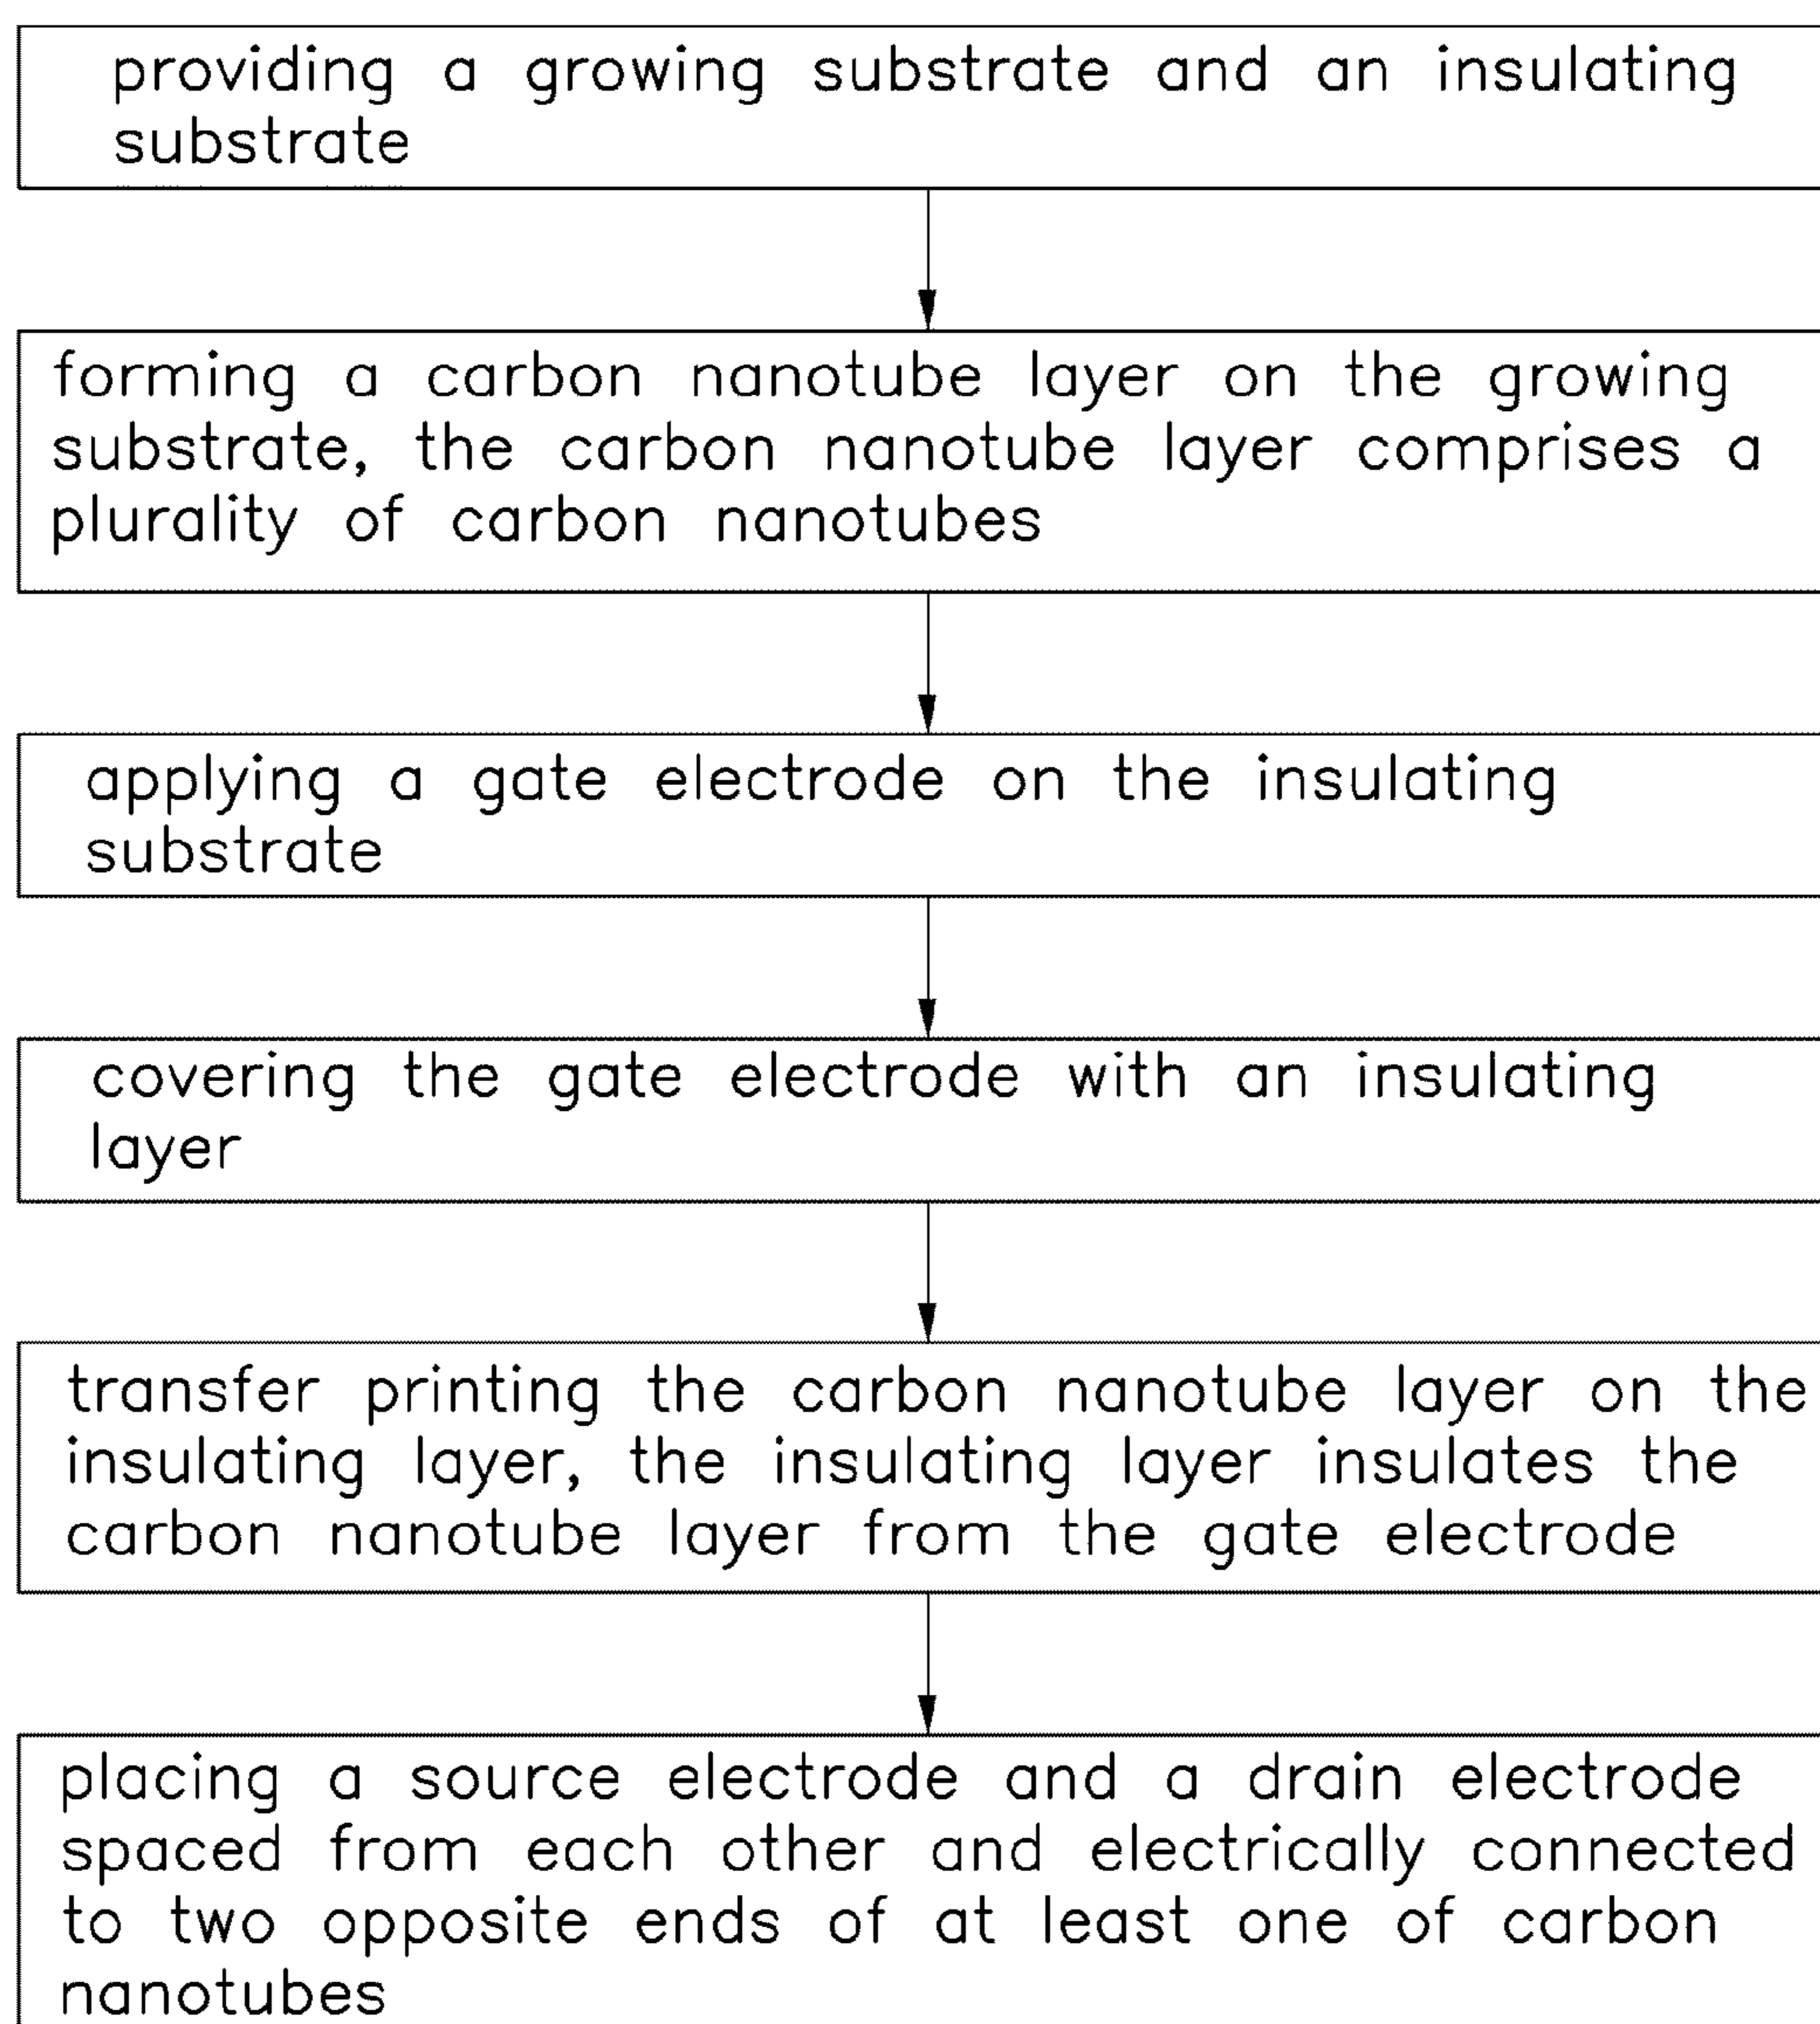 providing a growing substrate and an insulating
substrate
forming a carbon nanotube layer on the growing
substrate, the carbon nanotube layer comprises a
plurality of carbon nanotubes
applying a gate electrode on the insulating
substrate
covering the gate electrode with an insulating
layer
transfer printing the carbon nanotube layer on the
insulating layer, the insulating layer insulates the
carbon nanotube layer from the gate electrode
placing a source electrode and a drain electrode
spaced from each other and electrically connected
to two opposite ends of at least one of carbon
nanotubes